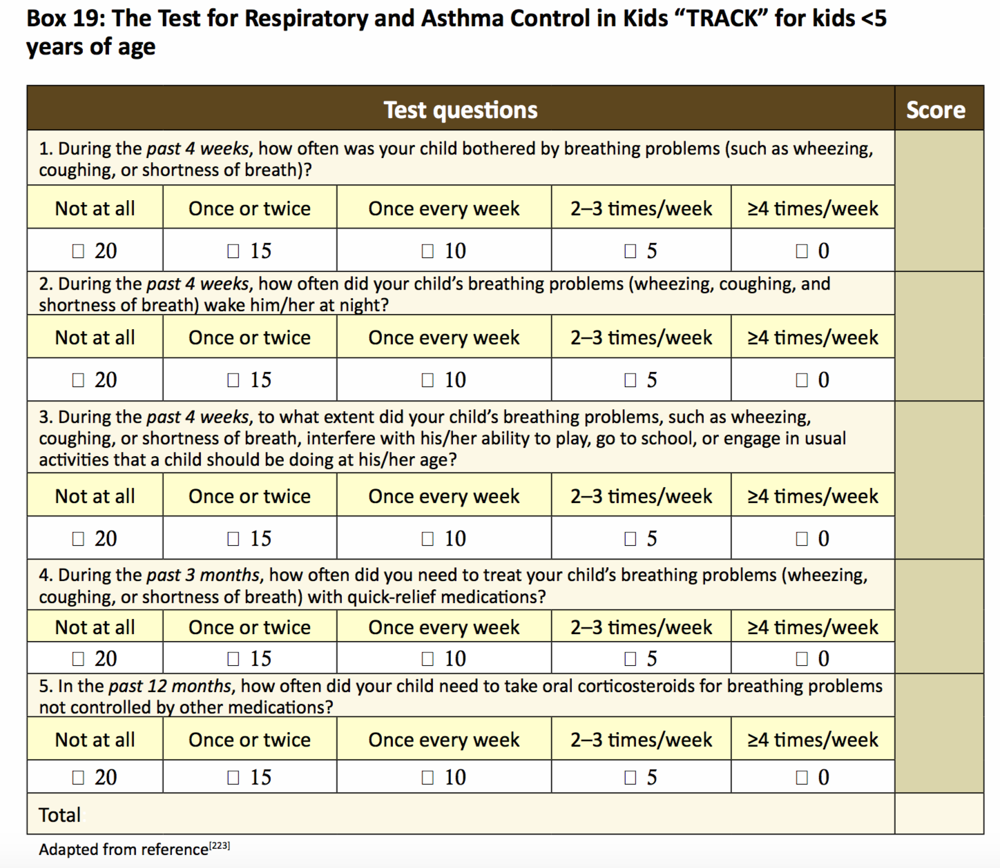 Box 19: The Test for Respiratory and Asthma Control in Kids “TRACK” for kids <5
years of age
Test questions Score
1. During the past 4 weeks, how often was your child bothered by breathing problems (such as wheezing,
coughing, or shortness of breath)?
Not at all Once or twice Once every week 2–3 times/week ≥4 times/week
□ 20 □ 15 □ 10 □ 5 □ 0
2. During the past 4 weeks, how often did your child’s breathing problems (wheezing, coughing, and
shortness of breath) wake him/her at night?
Not at all Once or twice Once every week 2–3 times/week ≥4 times/week
□ 20 □ 15 □ 10 □ 5 □ 0
3. During the past 4 weeks, to what extent did your child’s breathing problems, such as wheezing,
coughing, or shortness of breath, interfere with his/her ability to play, go to school, or engage in usual
activities that a child should be doing at his/her age?
Not at all Once or twice Once every week 2–3 times/week ≥4 times/week
□ 20 □ 15 □ 10 □ 5 □ 0
4. During the past 3 months, how often did you need to treat your child’s breathing problems (wheezing,
coughing, or shortness of breath) with quick-relief medications?
Not at all Once or twice Once every week 2–3 times/week ≥4 times/week
□ 20 □ 15 □ 10 □ 5 □ 0
5. In the past 12 months, how often did your child need to take oral corticosteroids for breathing problems
not controlled by other medications?
Not at all Once or twice Once every week 2–3 times/week ≥4 times/week
□ 20 □ 15 □ 10 □ 5 □ 0
Total
Adapted from reference[223]